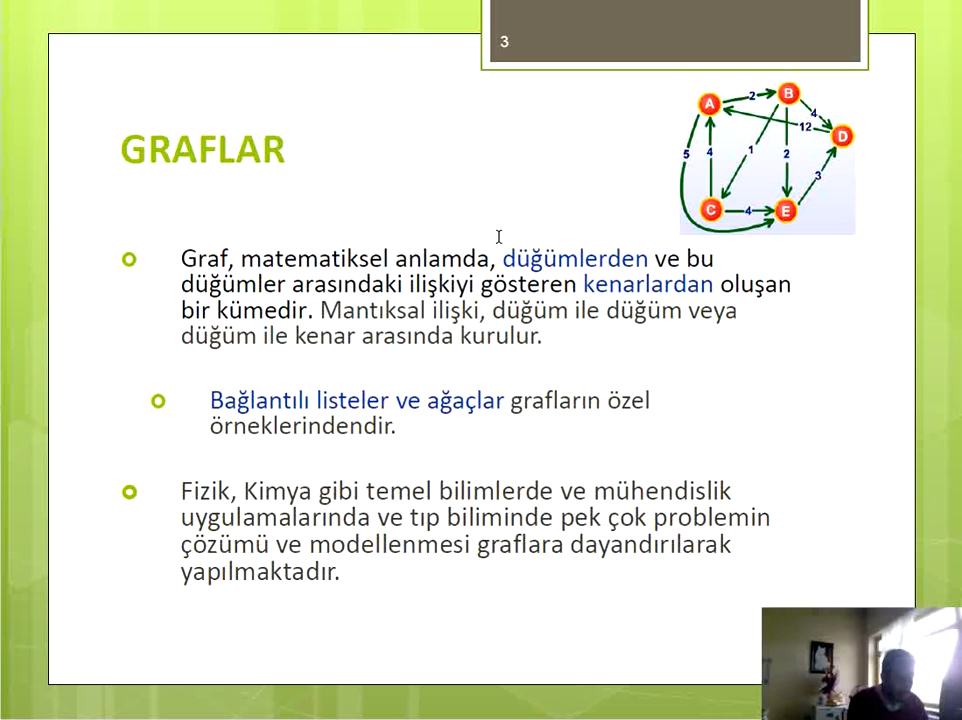 3
GRAFLAR
A
2
B
4
12
D
5
4
1
2
3
C
4
E
Graf, matematiksel anlamda, düğümlerden ve bu
düğümler arasındaki ilişkiyi gösteren kenarlardan oluşan
bir kümedir. Mantıksal ilişki, düğüm ile düğüm veya
düğüm ile kenar arasında kurulur.
Bağlantılı listeler ve ağaçlar grafların özel
örneklerindendir.
Fizik, Kimya gibi temel bilimlerde ve mühendislik
uygulamalarında ve tıp biliminde pek çok problemin
çözümü ve modellenmesi graflara dayandırılarak
yapılmaktadır.